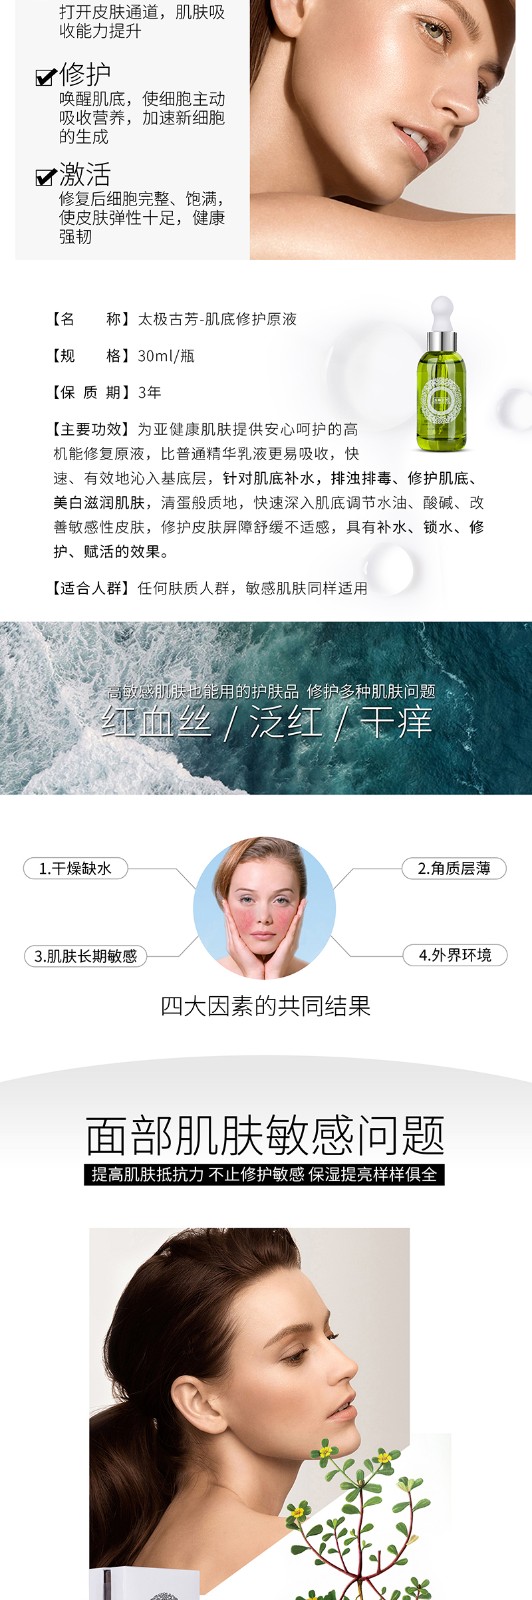 打开皮肤通道，肌肤吸
收能力提升
修护
唤醒肌底，使细胞主动
吸收营养，加速新细胞
的生成
激活
修复后细胞完整、饱满，
使皮肤弹性十足，健康
强韧
【名 称】太极古芳-肌底修护原液
【规 格】30ml/瓶
【保 质 期】3年
【主要功效】为亚健康肌肤提供安心呵护的高
机能修复原液，比普通精华乳液更易吸收，快
速、有效地沁入基底层，针对肌底补水，排浊排毒、修护肌底、
美白滋润肌肤，清蛋般质地，快速深入肌底调节水油、酸碱、改
善敏感性皮肤，修护皮肤屏障舒缓不适感，具有补水、锁水、修
护、赋活的效果。
【适合人群】任何肤质人群，敏感肌肤同样适用
高敏感肌肤也能用的护肤品 修护多种肌肤问题
红血丝 / 泛红 / 干痒
1.干燥缺水
2.角质层薄
3.肌肤长期敏感
4.外界环境
四大因素的共同结果
面部肌肤敏感问题
提高肌肤抵抗力 不止修护敏感 保湿提亮样样俱全